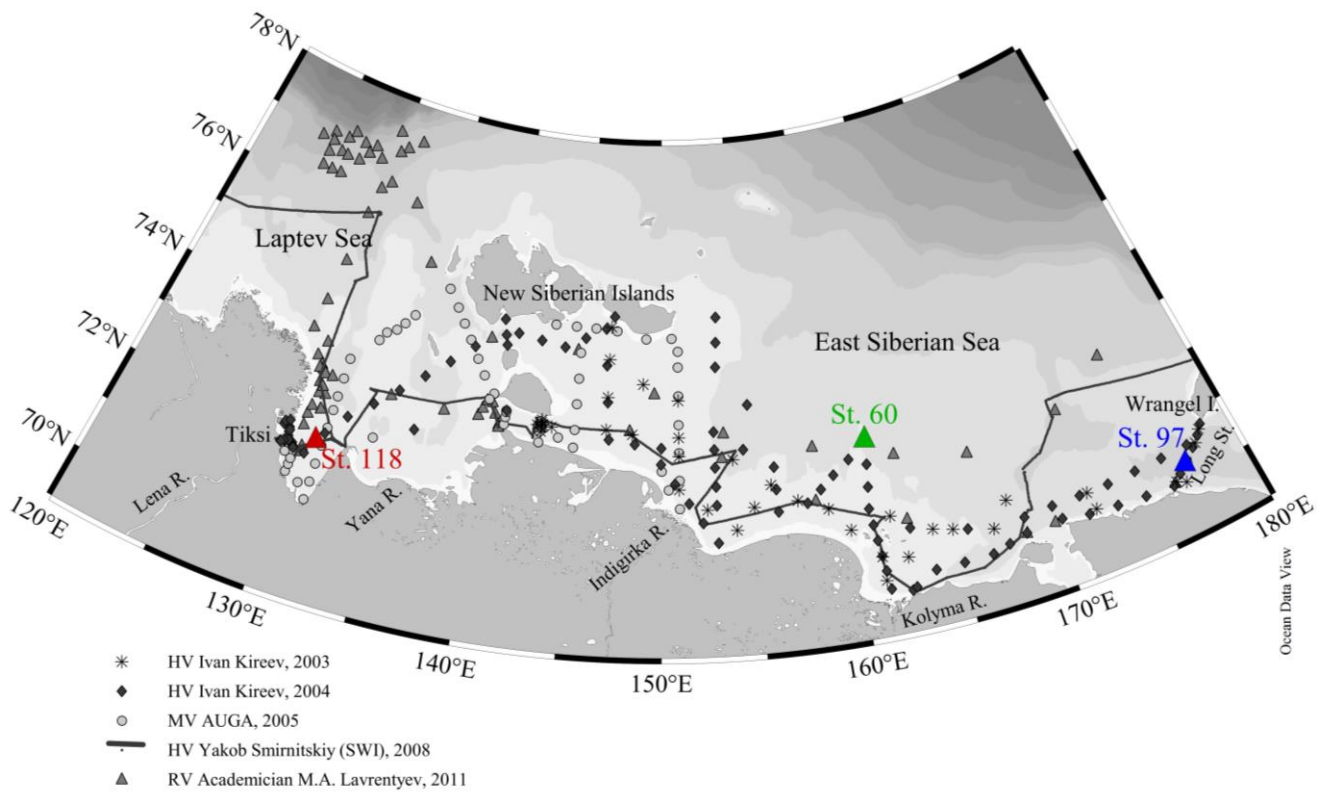 78°N
76°N
74°N
72°N
70°N
120°E
130°E
140°E
150°E
160°E
170°E
180°E
Laptev Sea
New Siberian Islands
East Siberian Sea
Wrangel I.
Long St.
St. 60
St. 97
Tiksi
St. 118
Lena R.
Yana R.
Indigirka R.
Kolyma R.
Ocean Data View
HV Ivan Kireev, 2003
HV Ivan Kireev, 2004
MV AUGA, 2005
HV Yakob Smirnitskiy (SWI), 2008
RV Academician M.A. Lavrentyev, 2011